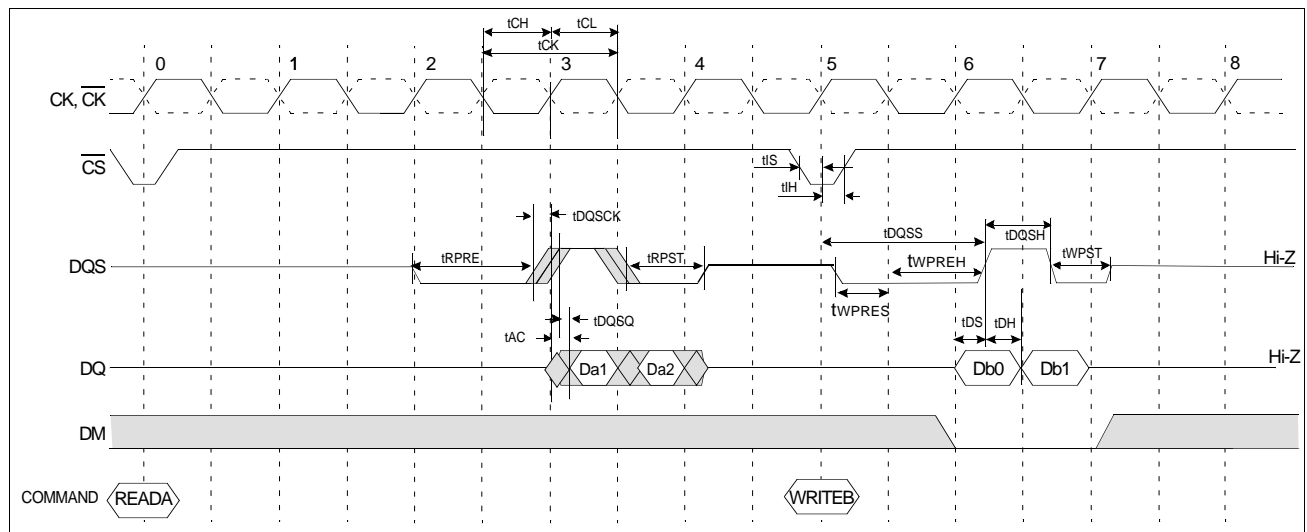 tCH tCL
tCK
0 1 2 3 4 5 6 7 8
CK, CK
CS
tIS
tIH
tDQSCK
tDQSS
tDQSH
DQS
tRPRE
tRPST
tWPREH
tWPST
Hi-Z
tWPRES
tDQSQ
tAC
tDS
tDH
DQ
Da1
Da2
Db0
Db1
Hi-Z
DM
COMMAND
READA
WRITEB